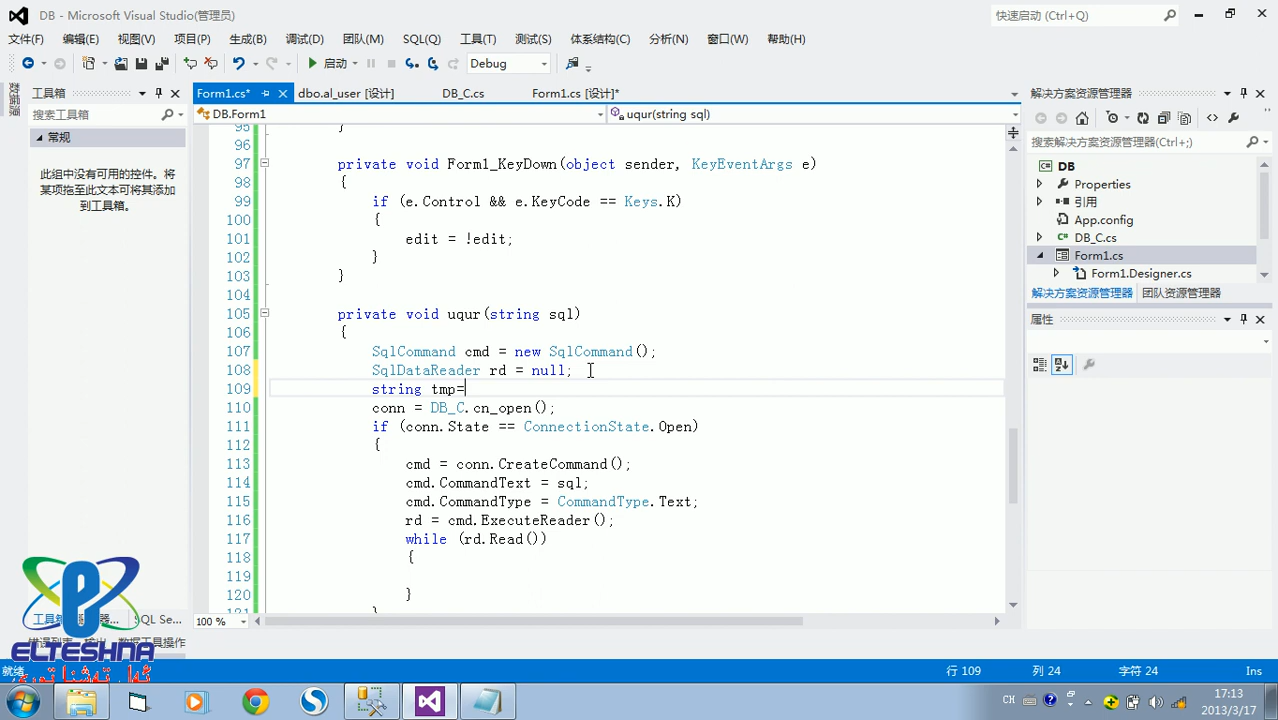 DB - Microsoft Visual Studio(管理员)
快速启动 (Ctrl+Q)
文件(F) 编辑(E) 视图(V) 项目(P) 生成(B) 调试(D) 团队(M) SQL(Q) 工具(T) 测试(S) 体系结构(C) 分析(N) 窗口(W) 帮助(H)
启动 Debug
工具箱
搜索工具箱
常规
此组中没有可用的控件。将
某项拖至此文本可将其添加
到工具箱。
Form1.cs* dbo.al_user [设计] DB_C.cs Form1.cs [设计]*
DB.Form1 uqur(string sql)
95 }
96
97 private void Form1_KeyDown(object sender, KeyEventArgs e)
98 {
99 if (e.Control && e.KeyCode == Keys.K)
100 {
101 edit = !edit;
102 }
103 }
104
105 private void uqur(string sql)
106 {
107 SqlCommand cmd = new SqlCommand();
108 SqlDataReader rd = null;
109 string tmp=
110 conn = DB_C.cn_open();
111 if (conn.State == ConnectionState.Open)
112 {
113 cmd = conn.CreateCommand();
114 cmd.CommandText = sql;
115 cmd.CommandType = CommandType.Text;
116 rd = cmd.ExecuteReader();
117 while (rd.Read())
118 {
119
120 }
121 }
100 %
解决方案资源管理器
搜索解决方案资源管理器(Ctrl+;)
DB
Properties
引用
App.config
DB_C.cs
Form1.cs
Form1.Designer.cs
解决方案资源管理器 团队资源管理器
属性
SQL Se...
数据工具操作
ELTESHNA
ئەل تەشنا تورى
就绪
行 109 列 24 字符 24 Ins
CH
17:13
2013/3/17